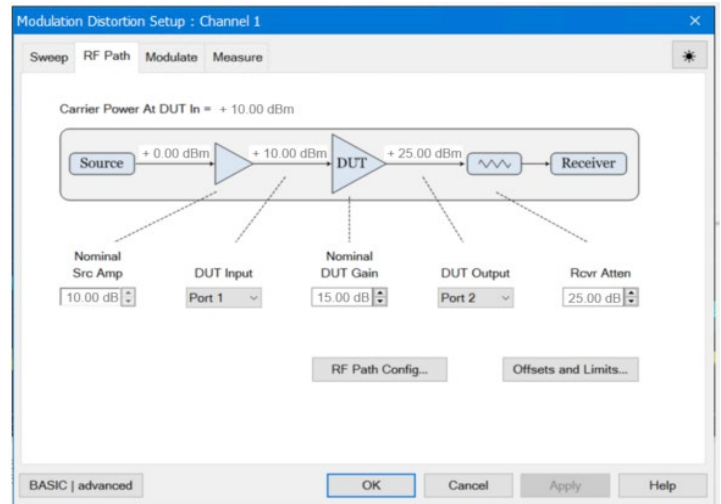 Modulation Distortion Setup : Channel 1
Sweep RF Path Modulate Measure
Carrier Power At DUT In = + 10.00 dBm
Source + 0.00 dBm + 10.00 dBm DUT + 25.00 dBm Receiver
Nominal Nominal
Src Amp DUT Input DUT Gain DUT Output Rcvr Atten
10.00 dB Port 1 15.00 dB Port 2 25.00 dB
RF Path Config... Offsets and Limits...
BASIC | advanced OK Cancel Apply Help